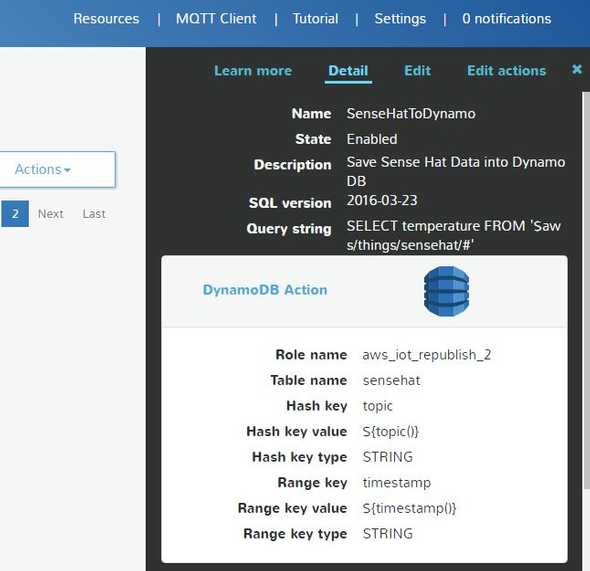 Resources | MQTT Client | Tutorial | Settings | 0 notifications
Learn more Detail Edit Edit actions ×
Name SenseHatToDynamo
State Enabled
Description Save Sense Hat Data into Dynamo
DB
SQL version 2016-03-23
Query string SELECT temperature FROM '$aw
s/things/sensehat/#'
Actions
2 Next Last
DynamoDB Action
Role name aws_iot_republish_2
Table name sensehat
Hash key topic
Hash key value ${topic()}
Hash key type STRING
Range key timestamp
Range key value ${timestamp()}
Range key type STRING